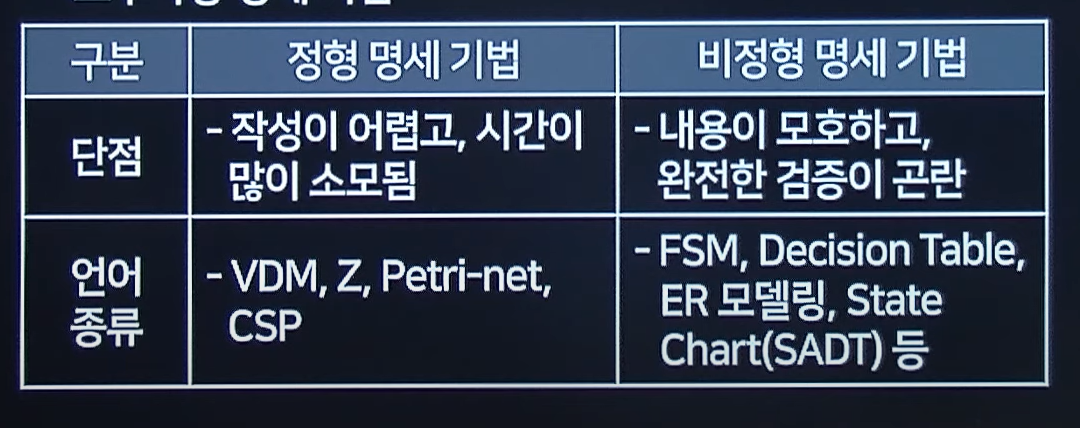 구분
정형 명세 기법
비정형 명세 기법
단점
- 작성이 어렵고, 시간이
많이 소모됨
- 내용이 모호하고,
완전한 검증이 곤란
언어
종류
- VDM, Z, Petri-net,
CSP
- FSM, Decision Table,
ER 모델링, State
Chart(SADT) 등